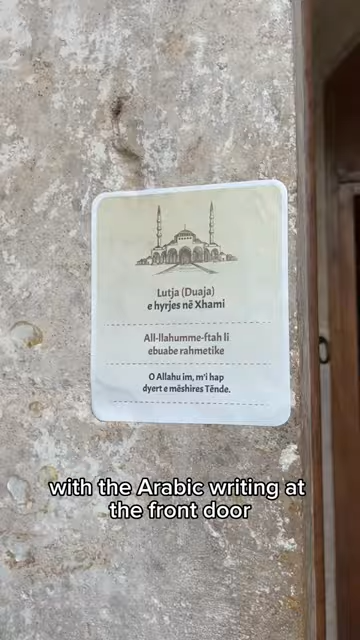 Lutja (Duaja)
e hyrjes në Xhami
All-llahumme-ftah li
ebuabe rahmetike
O Allahu im, m'i hap
dyert e mëshires Tënde.
with the Arabic writing at
the front door